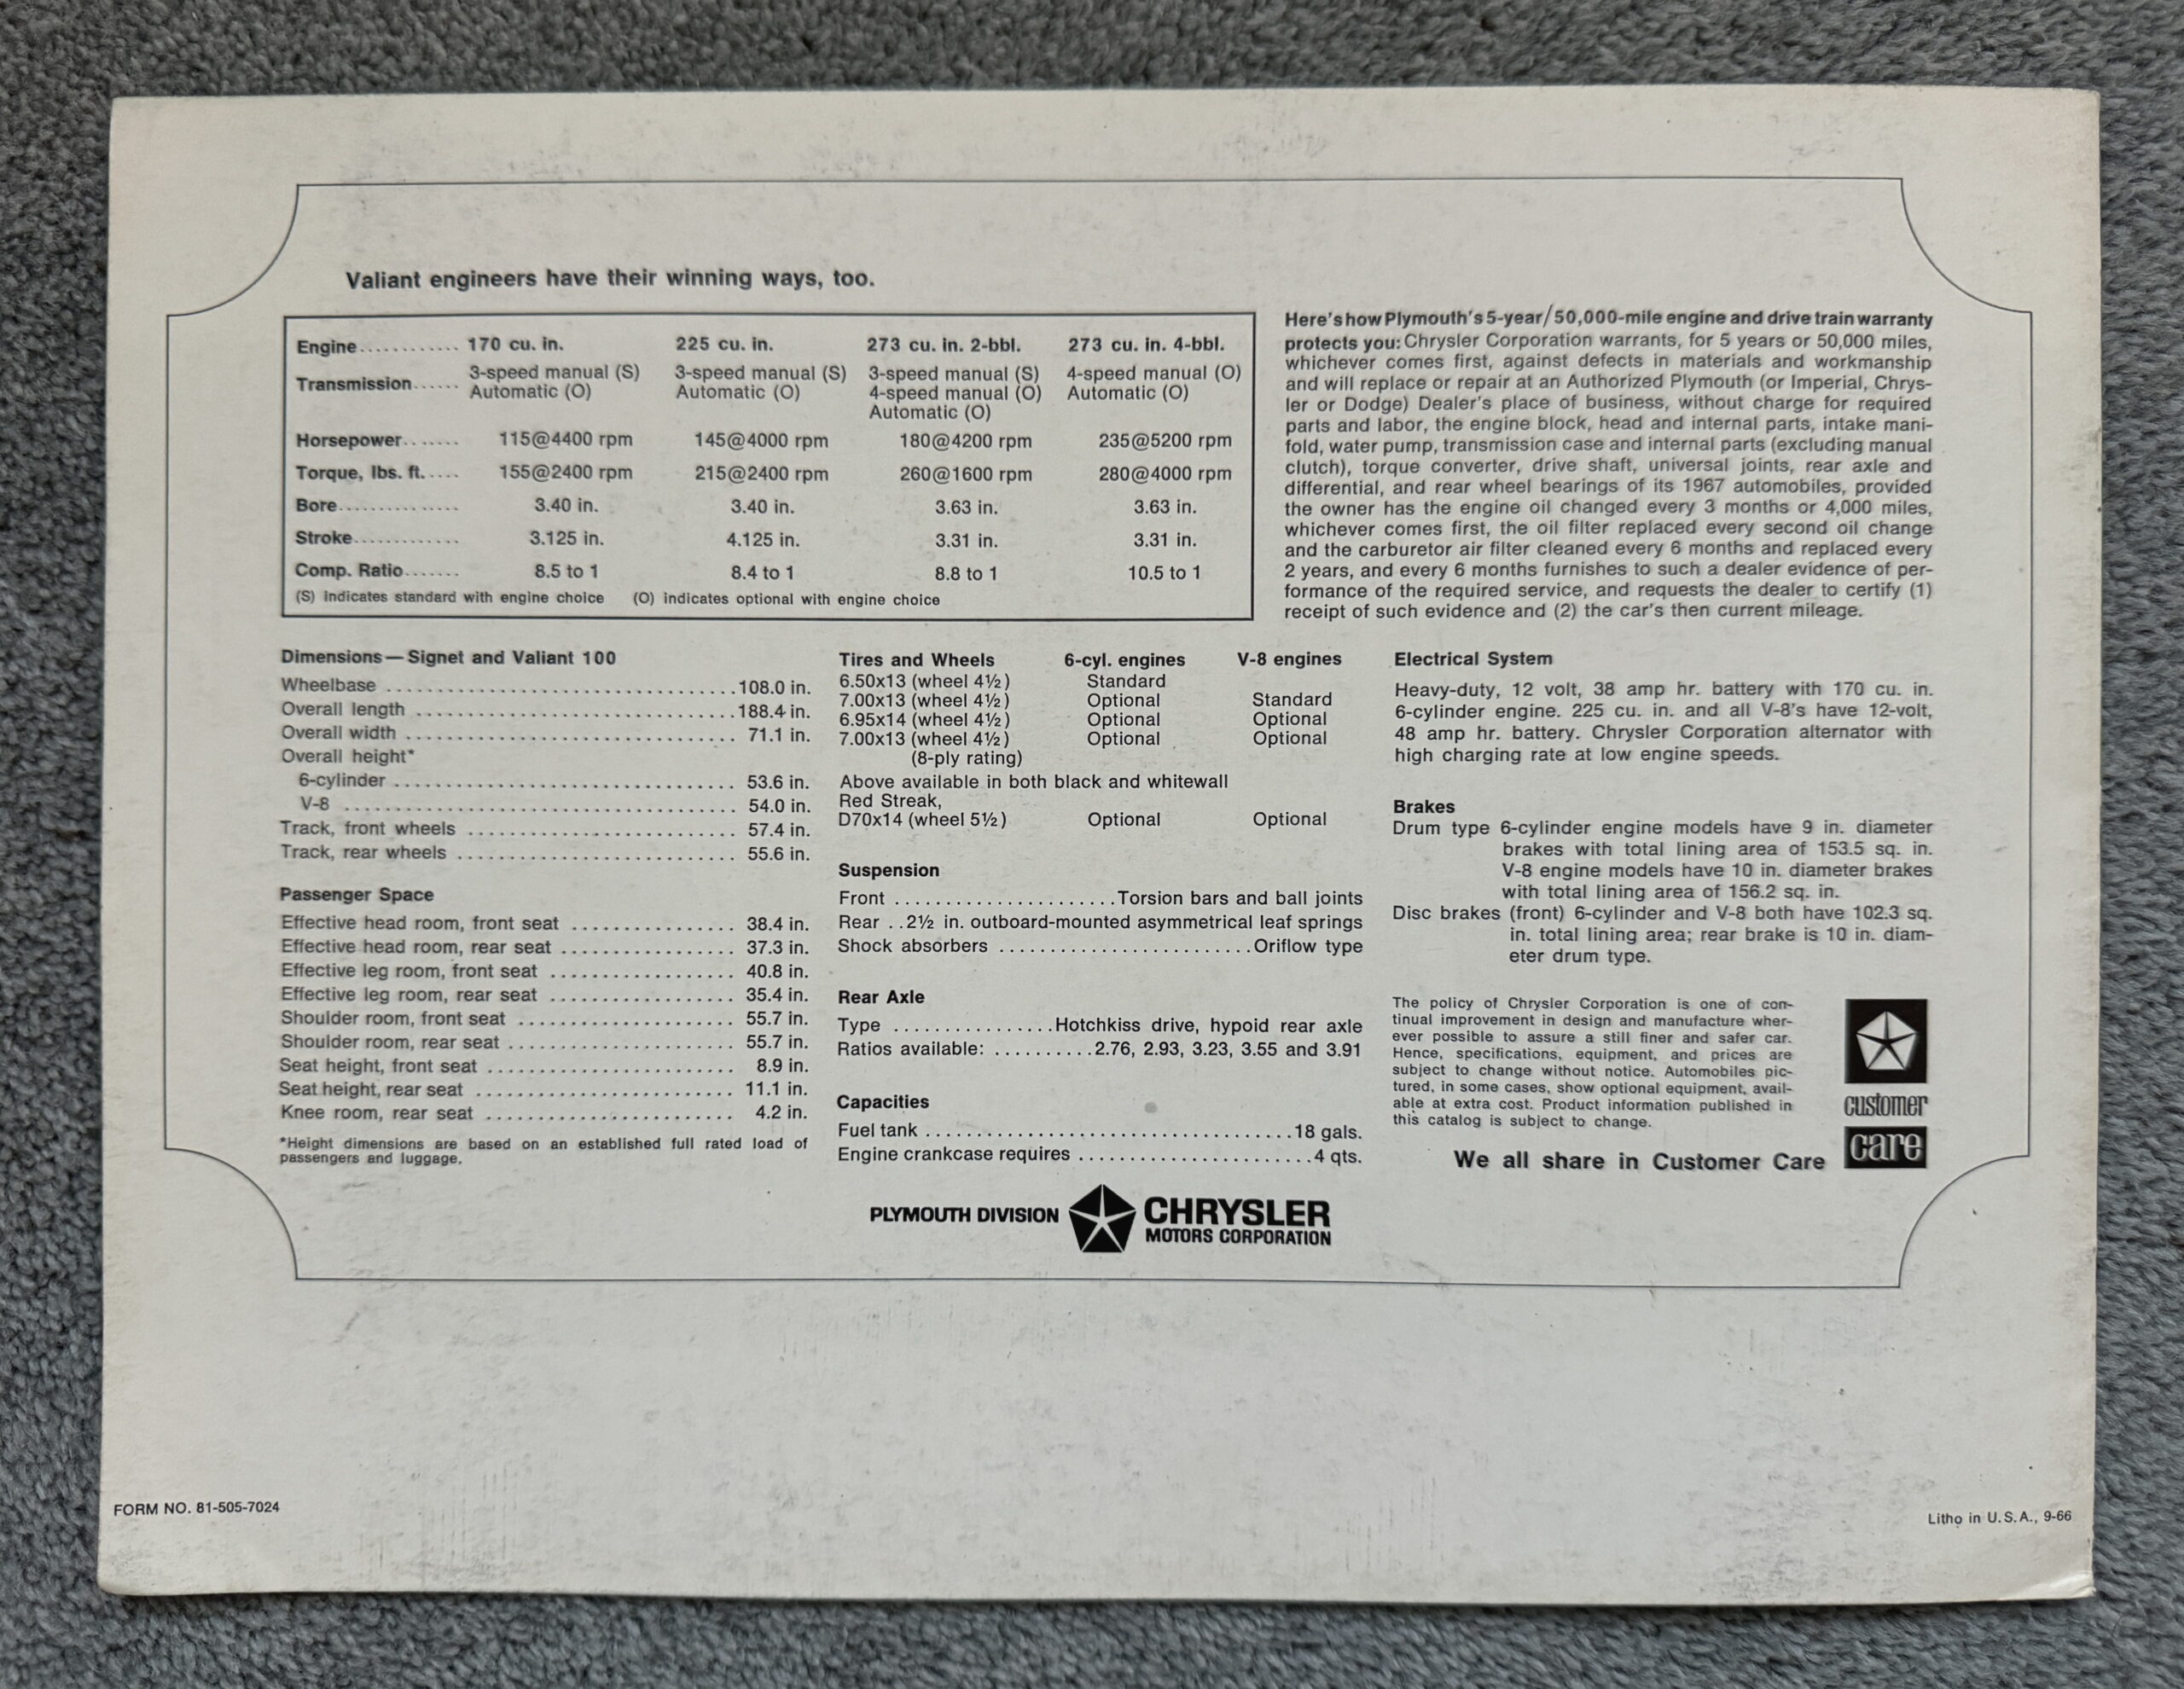 Valiant engineers have their winning ways, too.
Engine............ 170 cu. in. 225 cu. in. 273 cu. in. 2-bbl. 273 cu. in. 4-bbl.
Transmission...... 3-speed manual (S) 3-speed manual (S) 3-speed manual (S) 4-speed manual (O)
Automatic (O) Automatic (O) 4-speed manual (O) Automatic (O)
Automatic (O)
Horsepower........ 115@4400 rpm 145@4000 rpm 180@4200 rpm 235@5200 rpm
Torque, lbs. ft..... 155@2400 rpm 215@2400 rpm 260@1600 rpm 280@4000 rpm
Bore............... 3.40 in. 3.40 in. 3.63 in. 3.63 in.
Stroke............. 3.125 in. 4.125 in. 3.31 in. 3.31 in.
Comp. Ratio....... 8.5 to 1 8.4 to 1 8.8 to 1 10.5 to 1
(S) Indicates standard with engine choice (O) indicates optional with engine choice
Here's how Plymouth's 5-year/50,000-mile engine and drive train warranty
protects you: Chrysler Corporation warrants, for 5 years or 50,000 miles,
whichever comes first, against defects in materials and workmanship
and will replace or repair at an Authorized Plymouth (or Imperial, Chrys-
ler or Dodge) Dealer's place of business, without charge for required
parts and labor, the engine block, head and internal parts, intake mani-
fold, water pump, transmission case and internal parts (excluding manual
clutch), torque converter, drive shaft, universal joints, rear axle and
differential, and rear wheel bearings of its 1967 automobiles, provided
the owner has the engine oil changed every 3 months or 4,000 miles,
whichever comes first, the oil filter replaced every second oil change
and the carburetor air filter cleaned every 6 months and replaced every
2 years, and every 6 months furnishes to such a dealer evidence of per-
formance of the required service, and requests the dealer to certify (1)
receipt of such evidence and (2) the car's then current mileage.
Dimensions—Signet and Valiant 100
Wheelbase ..................................108.0 in.
Overall length ...............................188.4 in.
Overall width ................................ 71.1 in.
Overall height*
6-cylinder ................................. 53.6 in.
V-8 ...................................... 54.0 in.
Track, front wheels ......................... 57.4 in.
Track, rear wheels .......................... 55.6 in.
Passenger Space
Effective head room, front seat ............... 38.4 in.
Effective head room, rear seat ................ 37.3 in.
Effective leg room, front seat ................. 40.8 in.
Effective leg room, rear seat .................. 35.4 in.
Shoulder room, front seat ..................... 55.7 in.
Shoulder room, rear seat ...................... 55.7 in.
Seat height, front seat ........................ 8.9 in.
Seat height, rear seat ......................... 11.1 in.
Knee room, rear seat ........................ 4.2 in.
*Height dimensions are based on an established full rated load of
passengers and luggage.
Tires and Wheels 6-cyl. engines V-8 engines
6.50x13 (wheel 4½) Standard
7.00x13 (wheel 4½) Optional Standard
6.95x14 (wheel 4½) Optional Optional
7.00x13 (wheel 4½) Optional Optional
(8-ply rating)
Above available in both black and whitewall
Red Streak,
D70x14 (wheel 5½) Optional Optional
Suspension
Front ......................Torsion bars and ball joints
Rear ..2½ in. outboard-mounted asymmetrical leaf springs
Shock absorbers .........................Oriflow type
Rear Axle
Type ................Hotchkiss drive, hypoid rear axle
Ratios available: ..........2.76, 2.93, 3.23, 3.55 and 3.91
Capacities
Fuel tank ....................................18 gals.
Engine crankcase requires .......................4 qts.
Electrical System
Heavy-duty, 12 volt, 38 amp hr. battery with 170 cu. in.
6-cylinder engine. 225 cu. in. and all V-8's have 12-volt,
48 amp hr. battery. Chrysler Corporation alternator with
high charging rate at low engine speeds.
Brakes
Drum type 6-cylinder engine models have 9 in. diameter
brakes with total lining area of 153.5 sq. in.
V-8 engine models have 10 in. diameter brakes
with total lining area of 156.2 sq. in.
Disc brakes (front) 6-cylinder and V-8 both have 102.3 sq.
in. total lining area; rear brake is 10 in. diam-
eter drum type.
The policy of Chrysler Corporation is one of con-
tinual improvement in design and manufacture wher-
ever possible to assure a still finer and safer car.
Hence, specifications, equipment, and prices are
subject to change without notice. Automobiles pic-
tured, in some cases, show optional equipment, avail-
able at extra cost. Product information published in
this catalog is subject to change.
customer
care
We all share in Customer Care
PLYMOUTH DIVISION CHRYSLER
MOTORS CORPORATION
FORM NO. 81-505-7024
Litho in U.S.A., 9-66